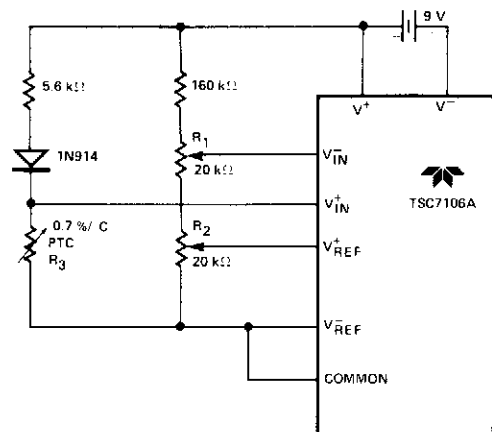 9 V
5.6 kΩ
160 kΩ
V+
V−
1N914
R1
20 kΩ
V−IN
V+IN
TSC7106A
0.7 %/ C
PTC
R3
R2
20 kΩ
V+REF
V−REF
COMMON